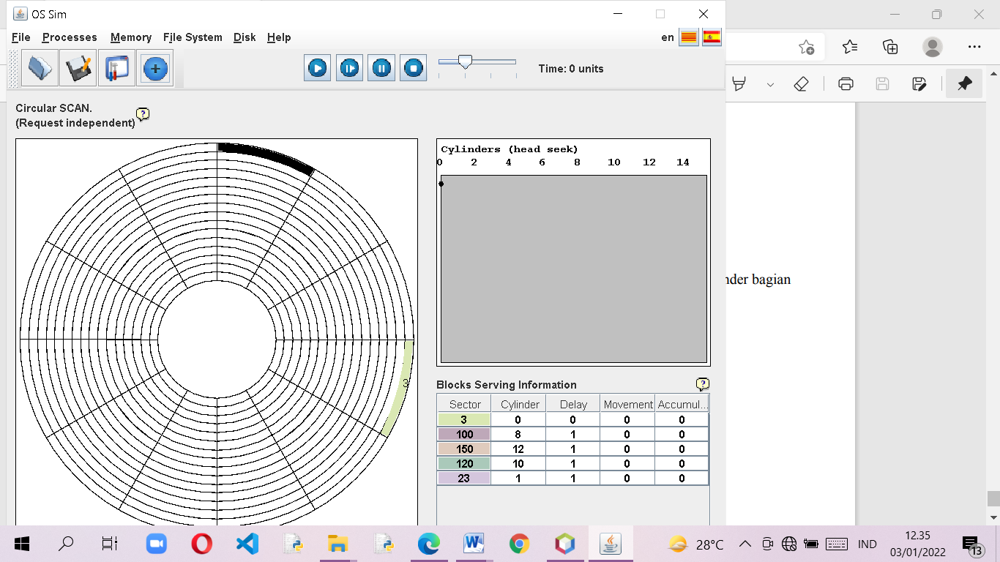 OS Sim
File Processes Memory File System Disk Help
en
Time: 0 units
Circular SCAN.
(Request independent)
?
Cylinders (head seek)
0 2 4 6 8 10 12 14
3
nder bagian
Blocks Serving Information
?
Sector Cylinder Delay Movement Accumul...
3 0 0 0 0
100 8 1 0 0
150 12 1 0 0
120 10 1 0 0
23 1 1 0 0
28°C
IND
12.35
03/01/2022
13